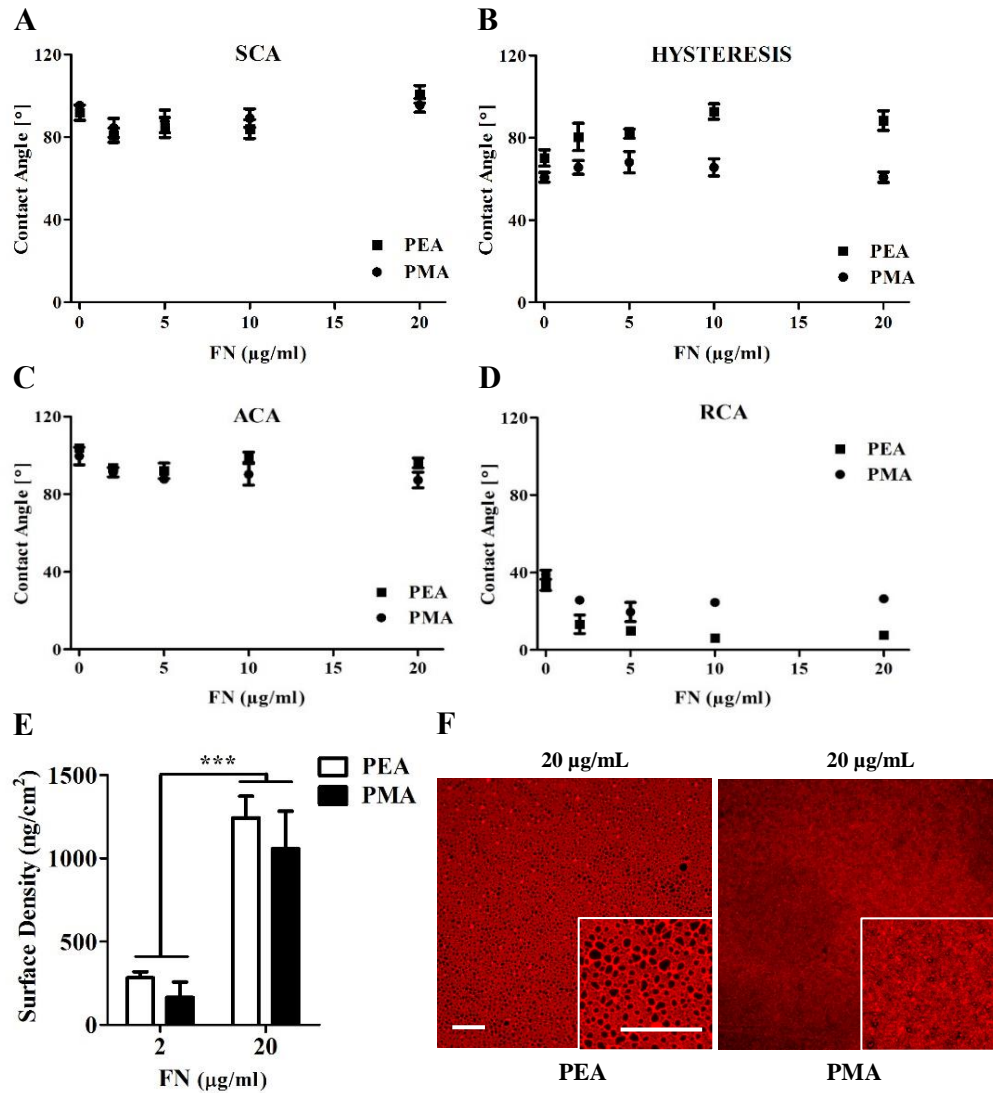 A
SCA
Contact Angle [°]
120
80
40
0
0 5 10 15 20
FN (µg/ml)
PEA
PMA
B
HYSTERESIS
Contact Angle [°]
120
80
40
0
0 5 10 15 20
FN (µg/ml)
PEA
PMA
C
ACA
Contact Angle [°]
120
80
40
0
0 5 10 15 20
FN (µg/ml)
PEA
PMA
D
RCA
Contact Angle [°]
120
80
40
0
0 5 10 15 20
FN (µg/ml)
PEA
PMA
E
***
PEA
PMA
Surface Density (ng/cm²)
1500
1000
500
0
2 20
FN (µg/ml)
F
20 µg/mL 20 µg/mL
PEA PMA